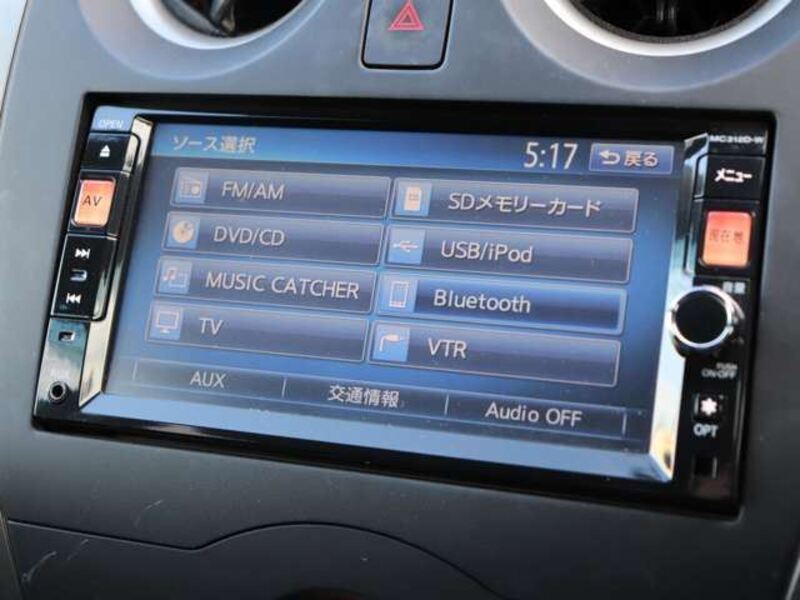 OPEN
MC312D-W
ソース選択
5:17
戻る
メニュー
AV
現在地
FM/AM
SDメモリーカード
DVD/CD
USB/iPod
MUSIC CATCHER
Bluetooth
TV
VTR
音量
PUSH
ON・OFF
AUX
交通情報
Audio OFF
OPT